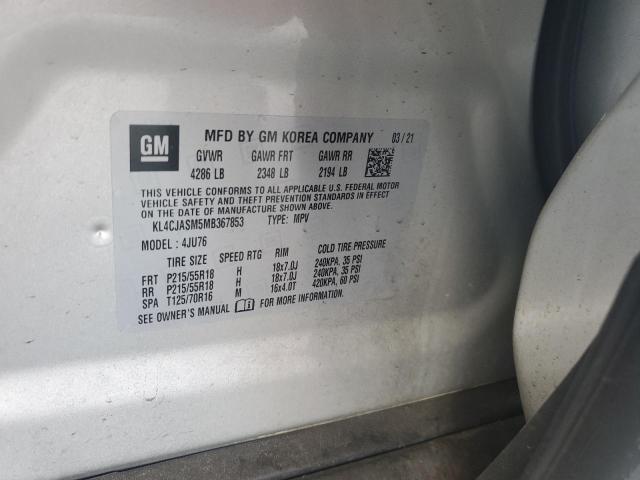 GM
MFD BY GM KOREA COMPANY 03/21
GVWR GAWR FRT GAWR RR
4286 LB 2348 LB 2194 LB
THIS VEHICLE CONFORMS TO ALL APPLICABLE U.S. FEDERAL MOTOR
VEHICLE SAFETY AND THEFT PREVENTION STANDARDS IN EFFECT
ON THE DATE OF MANUFACTURE SHOWN ABOVE.
KL4CJASM5MB367853 TYPE: MPV
MODEL: 4JU76
TIRE SIZE SPEED RTG RIM COLD TIRE PRESSURE
FRT P215/55R18 H 18x7.0J 240KPA, 35 PSI
RR P215/55R18 H 18x7.0J 240KPA, 35 PSI
SPA T125/70R16 M 16x4.0T 420KPA, 60 PSI
SEE OWNER'S MANUAL FOR MORE INFORMATION.